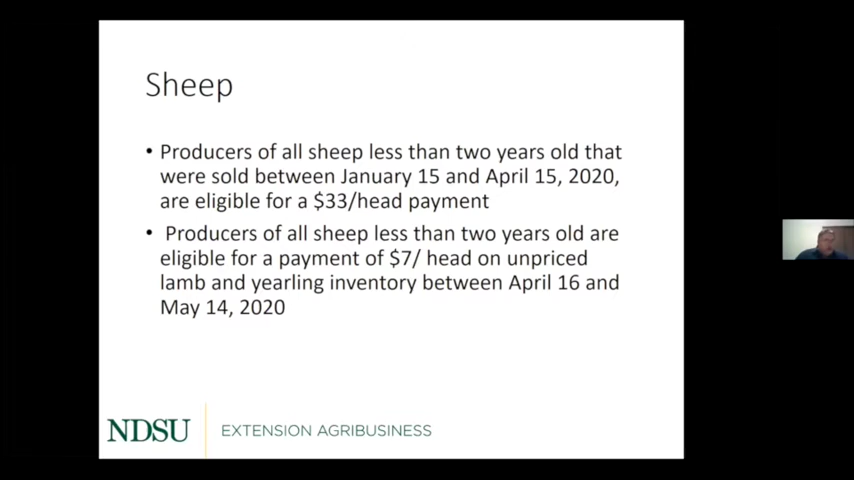 Sheep
• Producers of all sheep less than two years old that
were sold between January 15 and April 15, 2020,
are eligible for a $33/head payment
• Producers of all sheep less than two years old are
eligible for a payment of $7/ head on unpriced
lamb and yearling inventory between April 16 and
May 14, 2020
NDSU EXTENSION AGRIBUSINESS